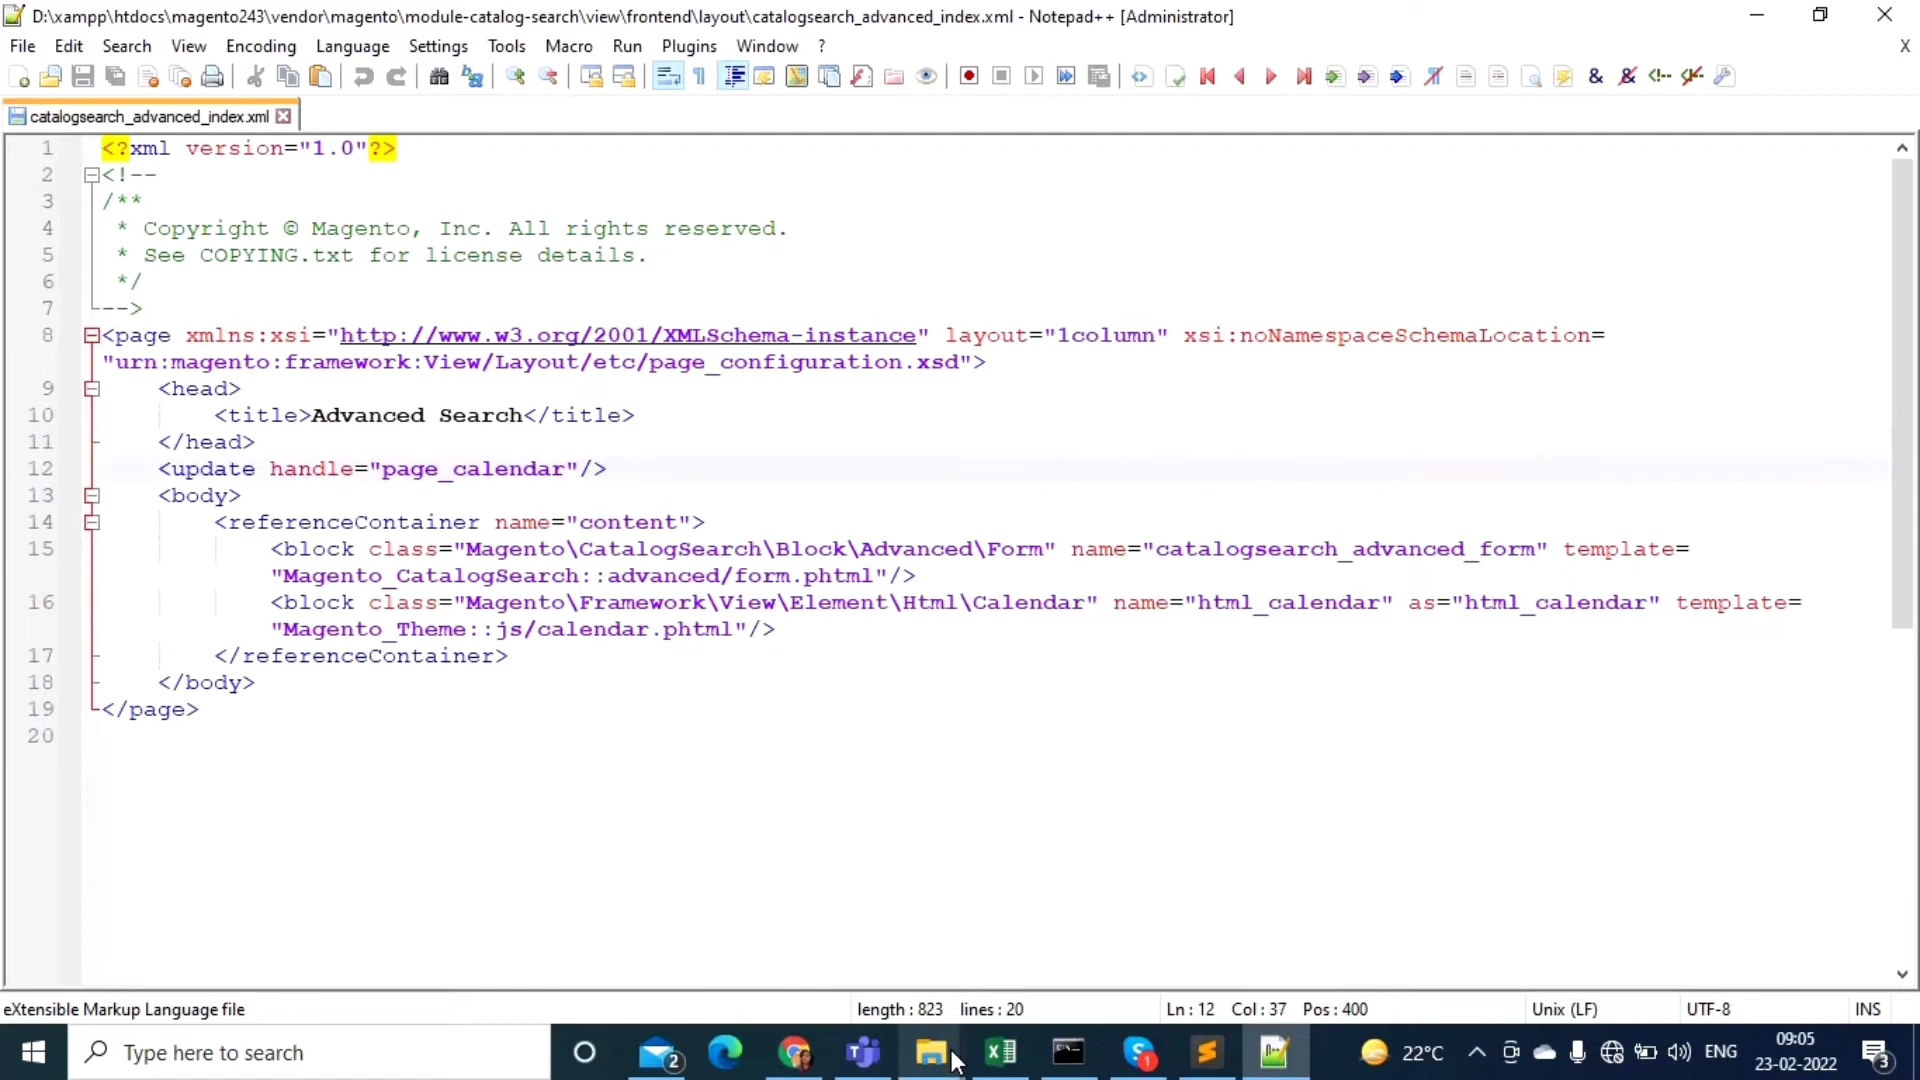 D:\xampp\htdocs\magento243\vendor\magento\module-catalog-search\view\frontend\layout\catalogsearch_advanced_index.xml - Notepad++ [Administrator]
File Edit Search View Encoding Language Settings Tools Macro Run Plugins Window ? X
catalogsearch_advanced_index.xml
1 <?xml version="1.0"?>
2 <!--
3 /**
4 * Copyright © Magento, Inc. All rights reserved.
5 * See COPYING.txt for license details.
6 */
7 -->
8 <page xmlns:xsi="http://www.w3.org/2001/XMLSchema-instance" layout="1column" xsi:noNamespaceSchemaLocation=
"urn:magento:framework:View/Layout/etc/page_configuration.xsd">
9 <head>
10 <title>Advanced Search</title>
11 </head>
12 <update handle="page_calendar"/>
13 <body>
14 <referenceContainer name="content">
15 <block class="Magento\CatalogSearch\Block\Advanced\Form" name="catalogsearch_advanced_form" template=
"Magento_CatalogSearch::advanced/form.phtml"/>
16 <block class="Magento\Framework\View\Element\Html\Calendar" name="html_calendar" as="html_calendar" template=
"Magento_Theme::js/calendar.phtml"/>
17 </referenceContainer>
18 </body>
19 </page>
20
eXtensible Markup Language file length : 823 lines : 20 Ln : 12 Col : 37 Pos : 400 Unix (LF) UTF-8 INS
Type here to search 2 1 22°C ENG 09:05
23-02-2022 3